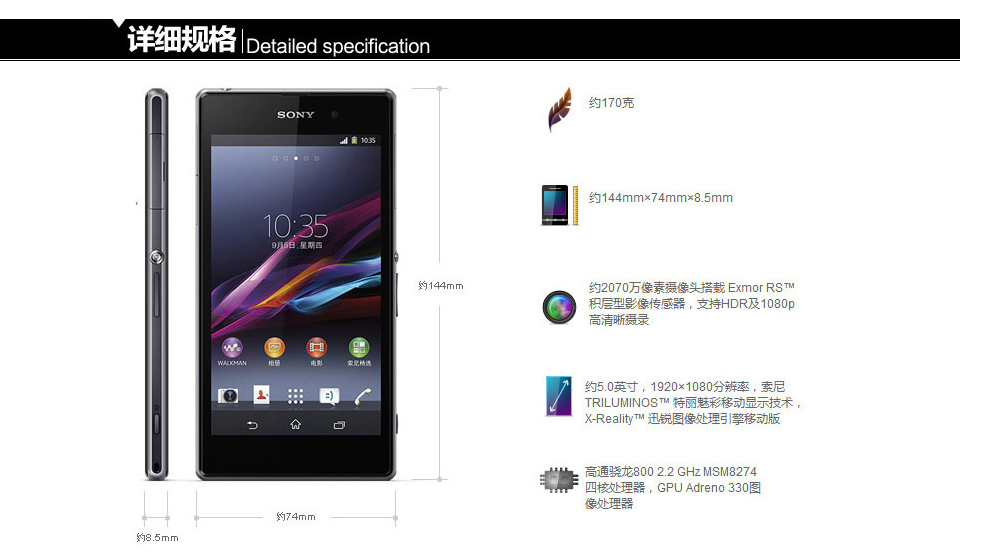 详细规格 Detailed specification
SONY
10:35
10:35
9月5日, 星期四
WALKMAN 相册 电影 索尼精选
约144mm
约74mm
约8.5mm
约170克
约144mm×74mm×8.5mm
约2070万像素摄像头搭载 Exmor RS™
积层型影像传感器，支持HDR及1080p
高清晰摄录
约5.0英寸，1920×1080分辨率，索尼
TRILUMINOS™ 特丽魅彩移动显示技术，
X-Reality™ 迅锐图像处理引擎移动版
高通骁龙800 2.2 GHz MSM8274
四核处理器，GPU Adreno 330图
像处理器